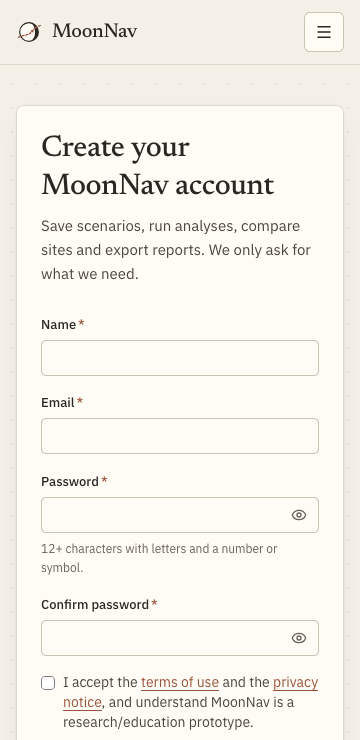 MoonNav
Create your
MoonNav account
Save scenarios, run analyses, compare
sites and export reports. We only ask for
what we need.
Name *
Email *
Password *
12+ characters with letters and a number or
symbol.
Confirm password *
I accept the terms of use and the privacy
notice, and understand MoonNav is a
research/education prototype.